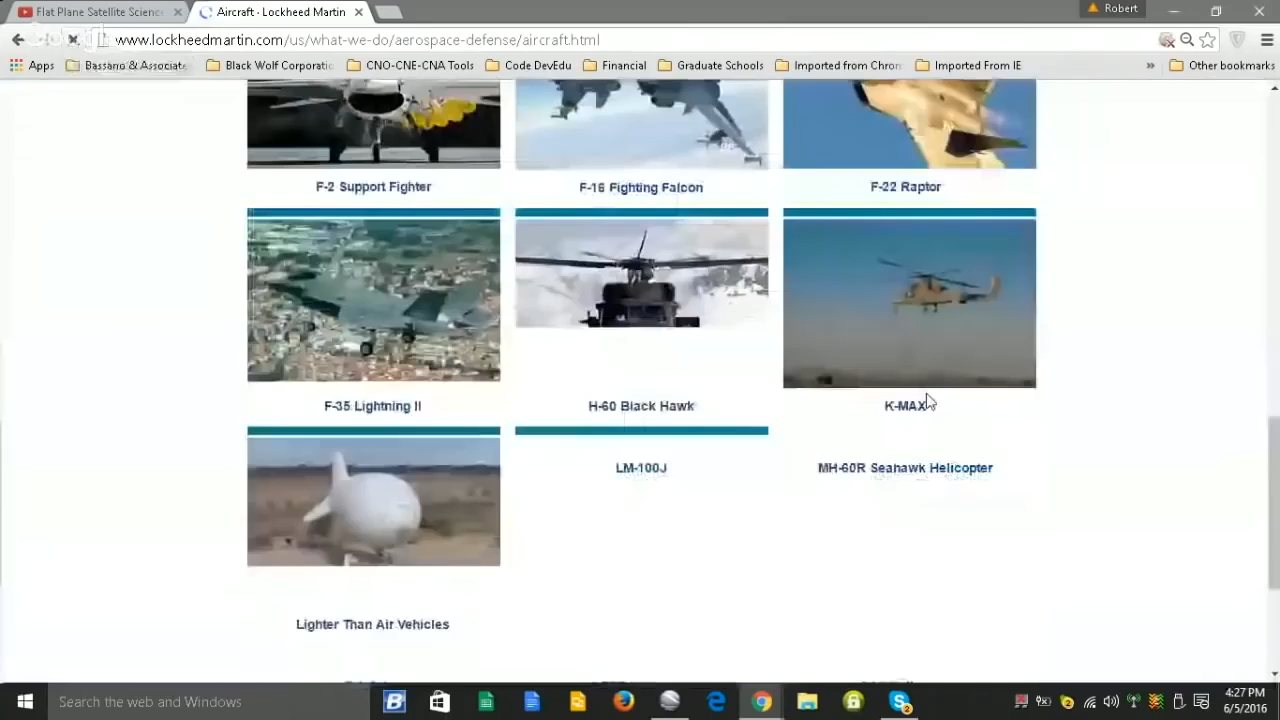 Flat Plane Satellite Science
Aircraft · Lockheed Martin
Robert
www.lockheedmartin.com/us/what-we-do/aerospace-defense/aircraft.html
Apps
Bassano & Associate
Black Wolf Corporatio
CNO-CNE-CNA Tools
Code DevEdu
Financial
Graduate Schools
Imported from Chrom
Imported From IE
Other bookmarks
F-2 Support Fighter
F-16 Fighting Falcon
F-22 Raptor
F-35 Lightning II
H-60 Black Hawk
K-MAX
LM-100J
MH-60R Seahawk Helicopter
Lighter Than Air Vehicles
Search the web and Windows
4:27 PM
6/5/2016